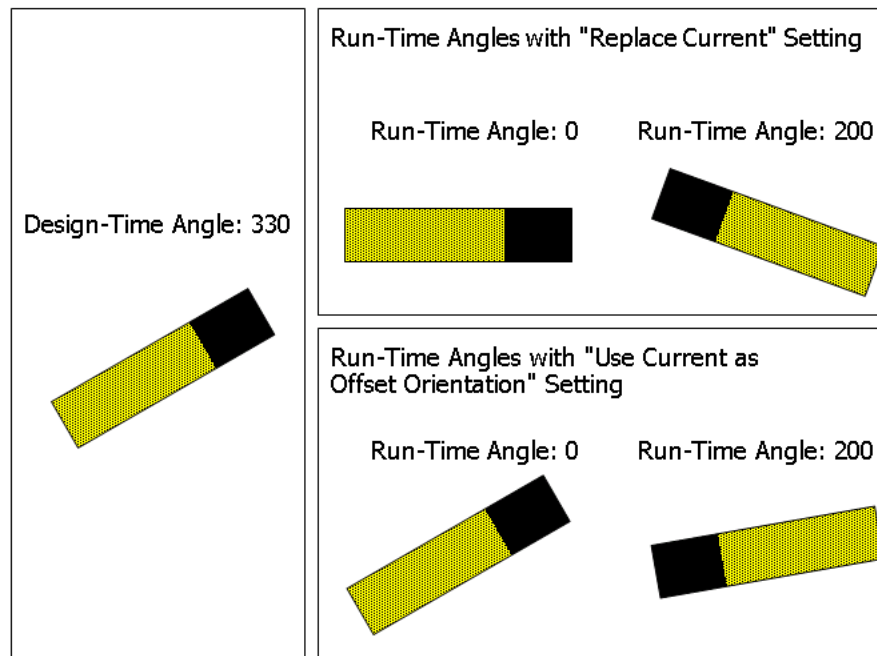 Design-Time Angle: 330
Run-Time Angles with "Replace Current" Setting
Run-Time Angle: 0
Run-Time Angle: 200
Run-Time Angles with "Use Current as
Offset Orientation" Setting
Run-Time Angle: 0
Run-Time Angle: 200